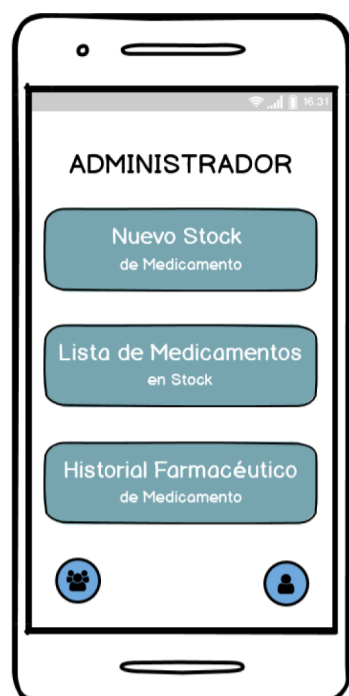 16.31
ADMINISTRADOR
Nuevo Stock
de Medicamento
Lista de Medicamentos
en Stock
Historial Farmacéutico
de Medicamento